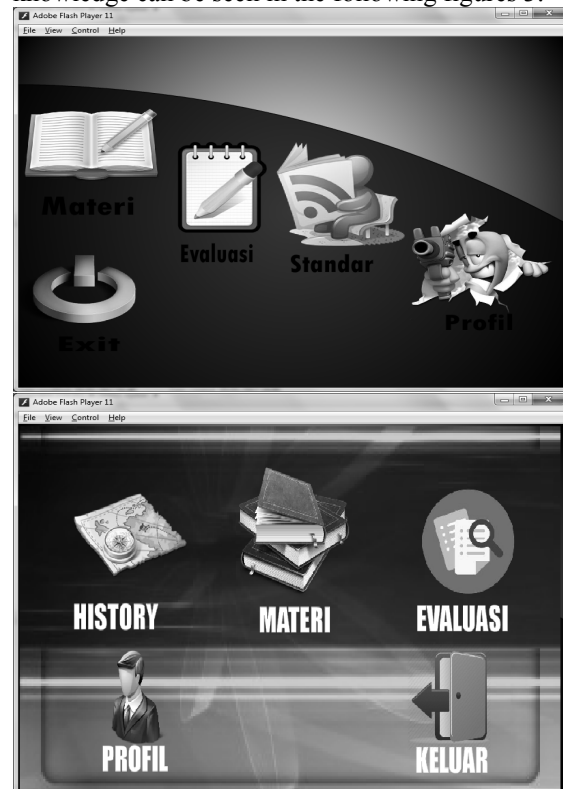 knowledge can be seen in the following figures 3.
Adobe Flash Player 11
File View Control Help
Materi
Evaluasi
Standar
Profil
Exit
Adobe Flash Player 11
File View Control Help
HISTORY MATERI EVALUASI
PROFIL KELUAR